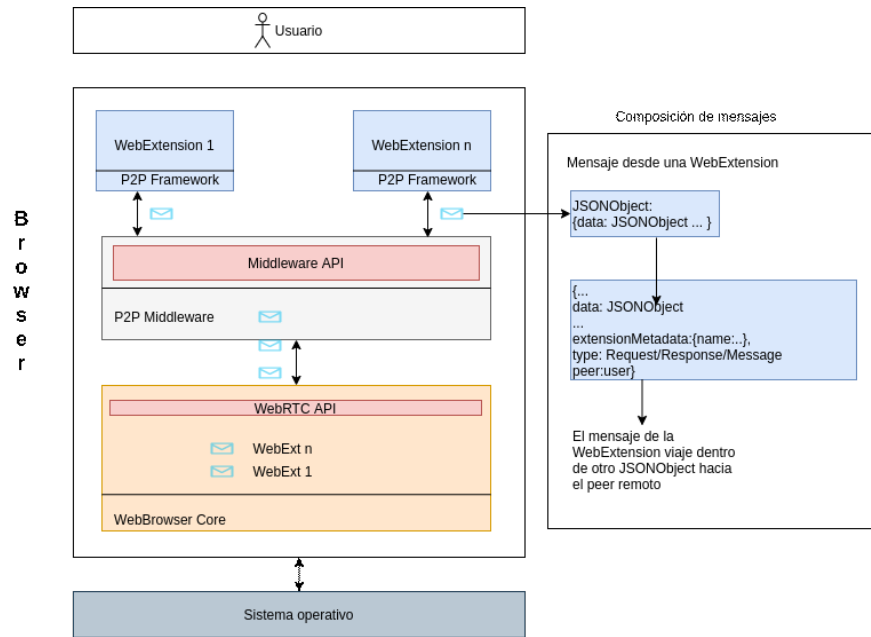 Usuario
Browser
WebExtension 1
P2P Framework
WebExtension n
P2P Framework
Middleware API
P2P Middleware
WebRTC API
WebExt n
WebExt 1
WebBrowser Core
Sistema operativo
Composición de mensajes
Mensaje desde una WebExtension
JSONObject:
{data: JSONObject ... }
{...
data: JSONObject
...
extensionMetadata:{name:..},
type: Request/Response/Message
peer:user}
El mensaje de la
WebExtension viaje dentro
de otro JSONObject hacia
el peer remoto